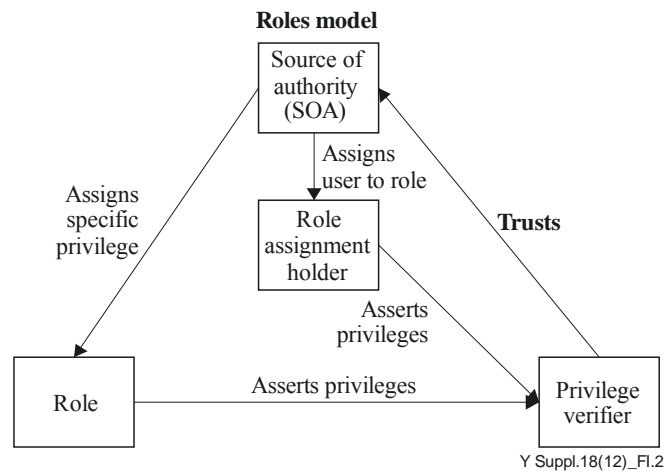 Roles model
Source of
authority
(SOA)
Assigns
user to role
Assigns
specific
privilege
Role
assignment
holder
Trusts
Asserts
privileges
Role
Asserts privileges
Privilege
verifier
Y Suppl.18(12)_FI.2